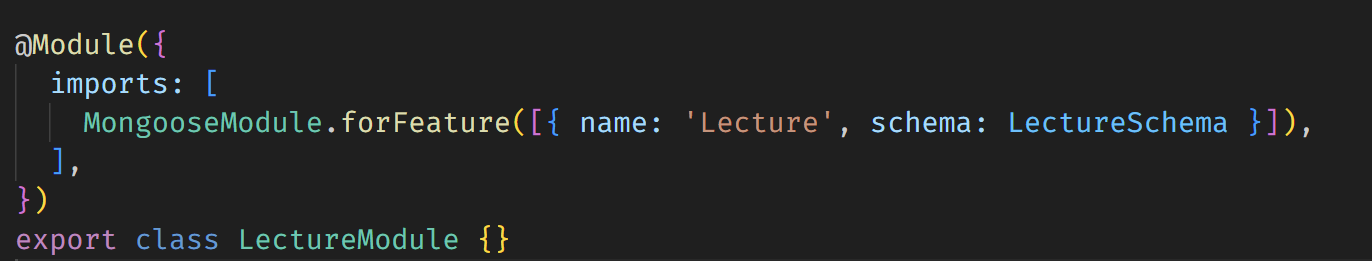 @Module({
  imports: [
    MongooseModule.forFeature([{ name: 'Lecture', schema: LectureSchema }]),
  ],
})
export class LectureModule {}